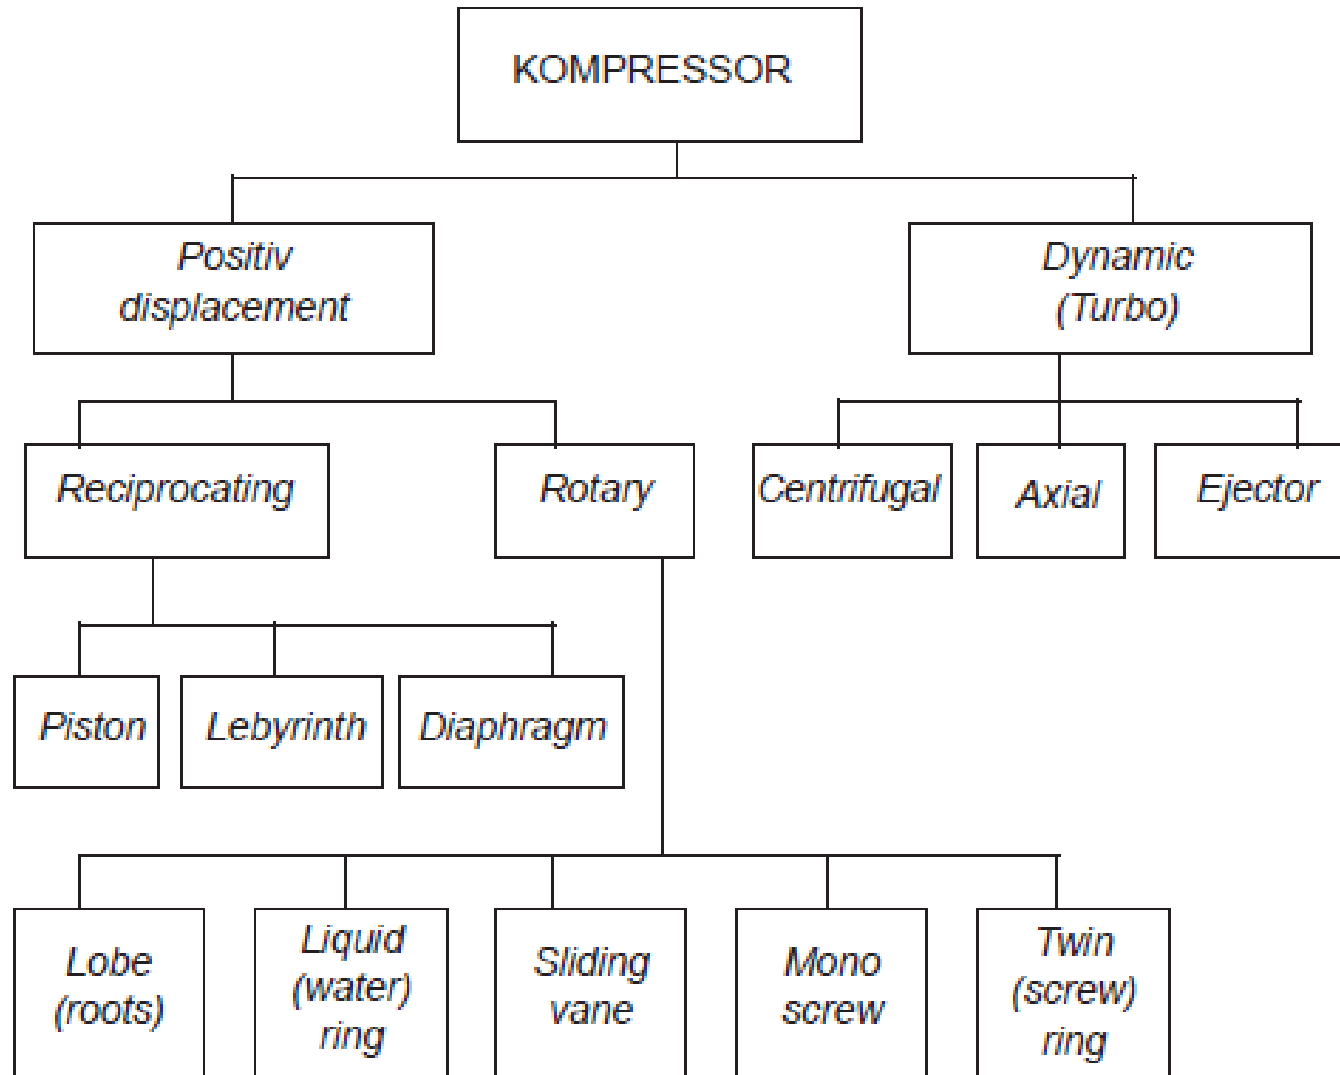 KOMPRESSOR
Positiv
displacement
Dynamic
(Turbo)
Reciprocating
Rotary
Centrifugal
Axial
Ejector
Piston
Lebyrinth
Diaphragm
Lobe
(roots)
Liquid
(water)
ring
Sliding
vane
Mono
screw
Twin
(screw)
ring